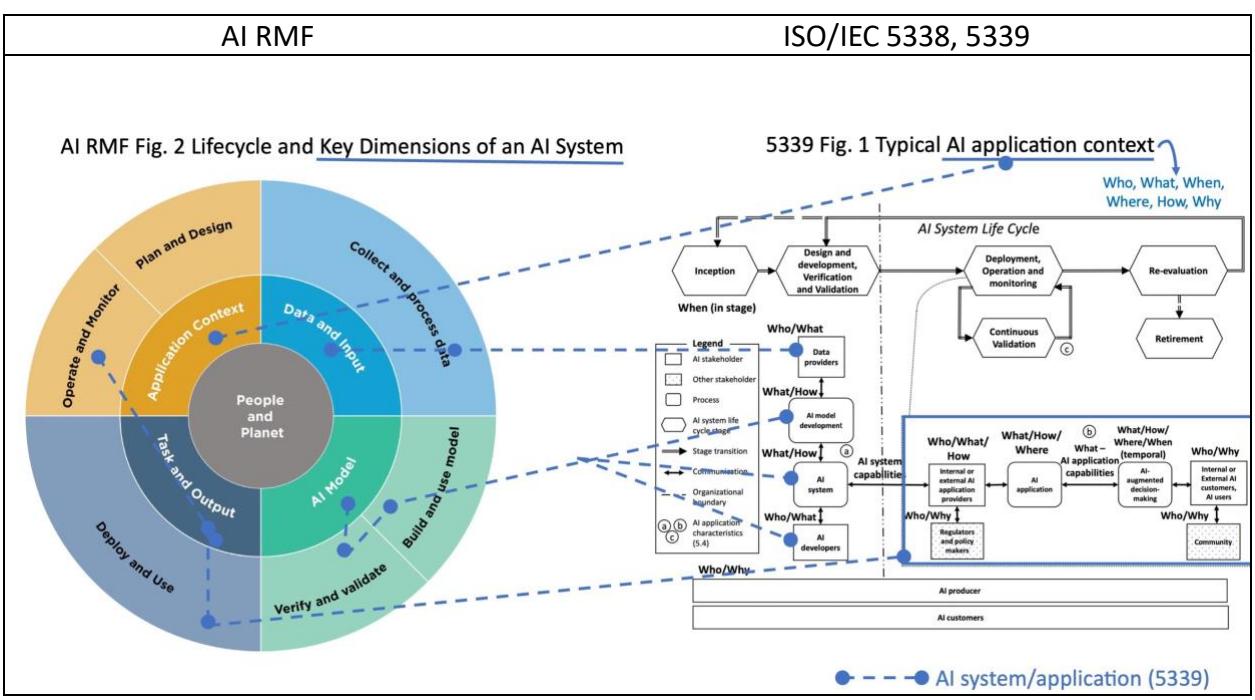 AI RMF
ISO/IEC 5338, 5339
AI RMF Fig. 2 Lifecycle and Key Dimensions of an AI System
Plan and Design
Collect and process data
Operate and Monitor
Application Context
Data and Input
People
and
Planet
Task and Output
AI Model
Build and use model
Deploy and Use
Verify and validate
5339 Fig. 1 Typical AI application context
Who, What, When,
Where, How, Why
AI System Life Cycle
Inception
Design and
development,
Verification
and Validation
Deployment,
Operation and
monitoring
Re-evaluation
When (in stage)
Continuous
Validation
c
Retirement
Legend
AI stakeholder
Other stakeholder
Process
AI system life
cycle stage
Stage transition
Communication
Organizational
boundary
a b
c
AI application
characteristics
(5.4)
Who/What
Data
providers
What/How
AI model
development
a
What/How
AI
system
AI system
capabilities
Who/What
AI
developers
Who/What/
How
Internal or
external AI
application
providers
Who/Why
Regulators
and policy
makers
What/How/
Where
AI
application
b
What –
AI application
capabilities
What/How/
Where/When
(temporal)
AI-
augmented
decision-
making
Who/Why
Internal or
External AI
customers,
AI users
Who/Why
Community
Who/Why
AI producer
AI customers
AI system/application (5339)